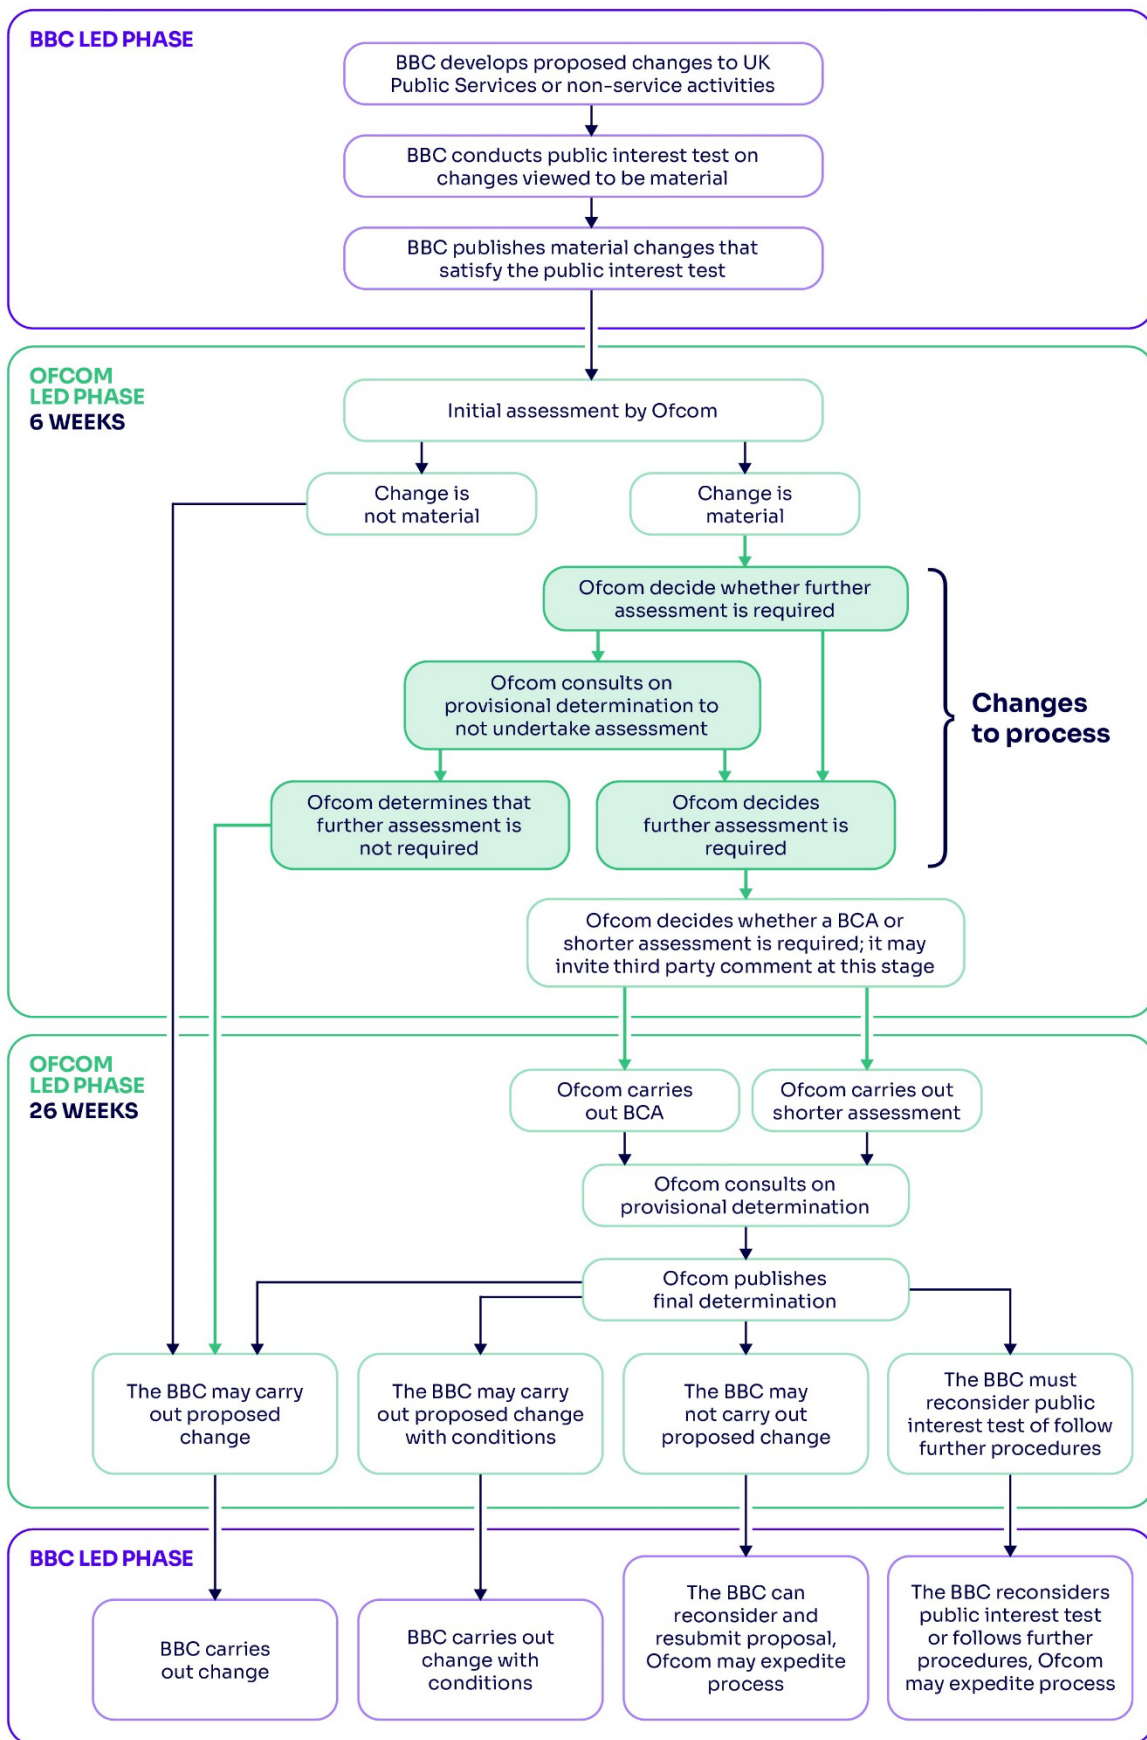 BBC LED PHASE
BBC develops proposed changes to UK
Public Services or non-service activities
BBC conducts public interest test on
changes viewed to be material
BBC publishes material changes that
satisfy the public interest test
OFCOM
LED PHASE
6 WEEKS
Initial assessment by Ofcom
Change is
not material
Change is
material
Ofcom decide whether further
assessment is required
Ofcom consults on
provisional determination to
not undertake assessment
Changes
to process
Ofcom determines that
further assessment is
not required
Ofcom decides
further assessment is
required
Ofcom decides whether a BCA or
shorter assessment is required; it may
invite third party comment at this stage
OFCOM
LED PHASE
26 WEEKS
Ofcom carries
out BCA
Ofcom carries out
shorter assessment
Ofcom consults on
provisional determination
Ofcom publishes
final determination
The BBC may carry
out proposed
change
The BBC may carry
out proposed change
with conditions
The BBC may
not carry out
proposed change
The BBC must
reconsider public
interest test of follow
further procedures
BBC LED PHASE
BBC carries
out change
BBC carries out
change with
conditions
The BBC can
reconsider and
resubmit proposal,
Ofcom may expedite
process
The BBC reconsiders
public interest test
or follows further
procedures, Ofcom
may expedite process